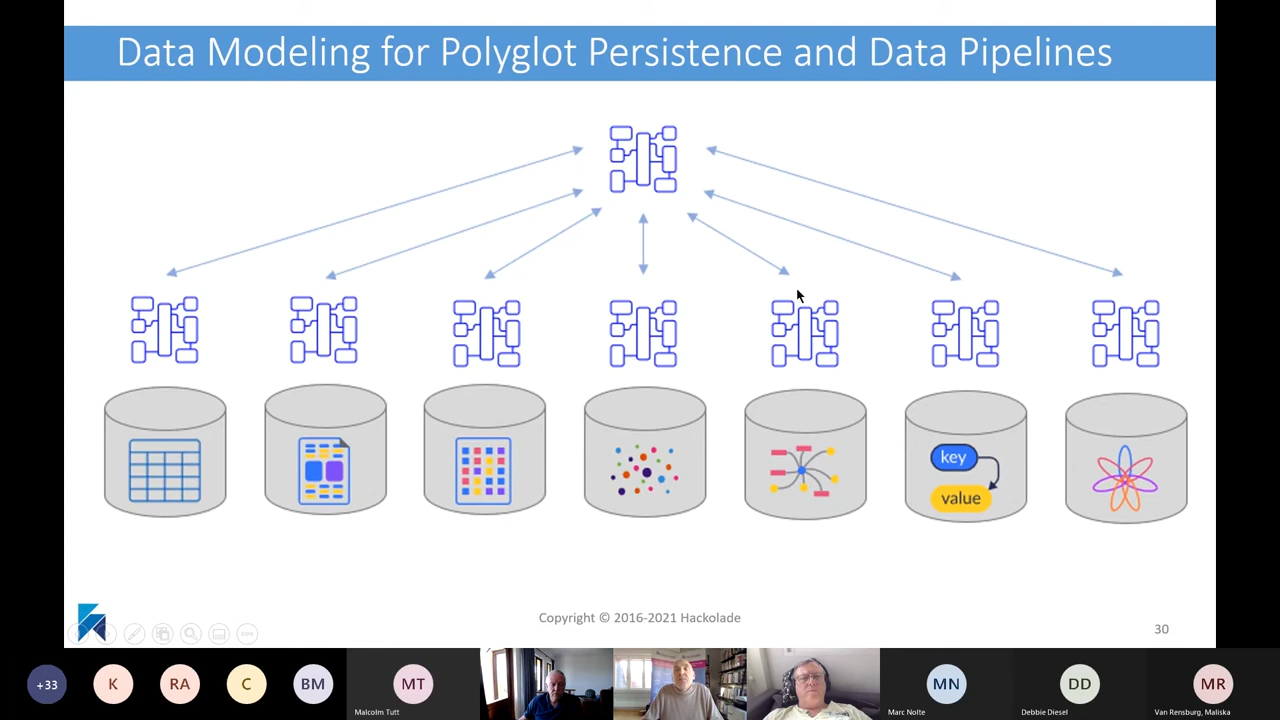 Data Modeling for Polyglot Persistence and Data Pipelines
key
value
Copyright © 2016-2021 Hackolade
30
+33
K
RA
C
BM
MT
Malcolm Tutt
MN
Marc Nolte
DD
Debbie Diesel
MR
Van Rensburg, Maliska